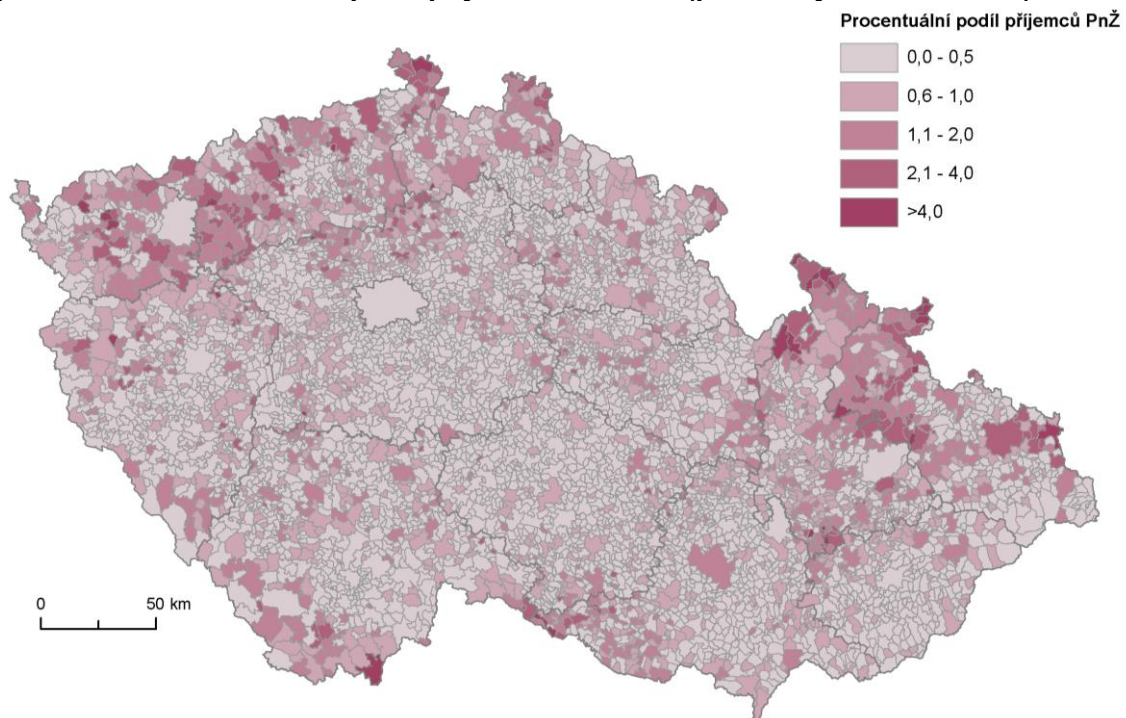 Procentuální podíl příjemců PnŽ
0,0 - 0,5
0,6 - 1,0
1,1 - 2,0
2,1 - 4,0
>4,0
0 50 km